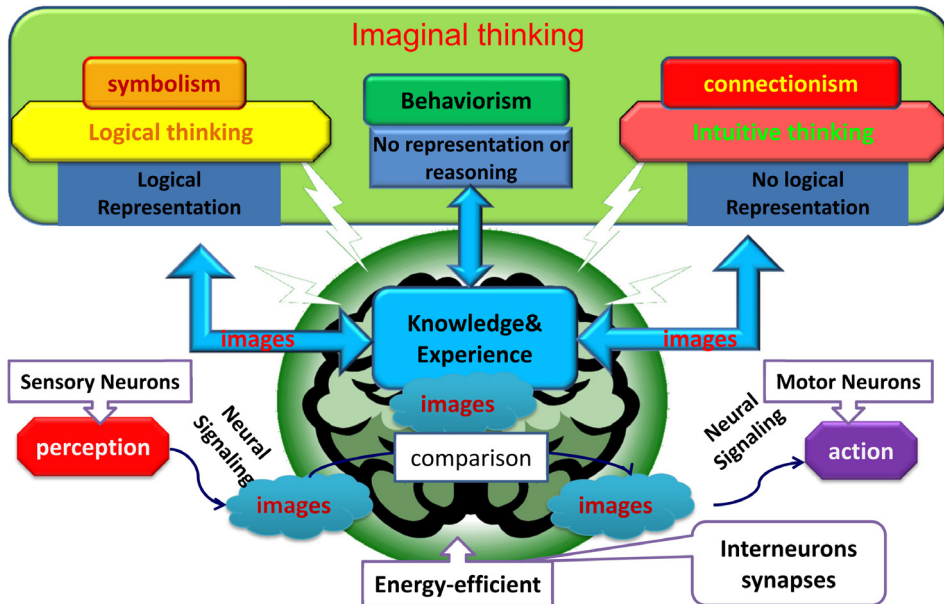 Imaginal thinking
symbolism
Logical thinking
Logical
Representation
Behaviorism
No representation or
reasoning
connectionism
Intuitive thinking
No logical
Representation
images
Knowledge&
Experience
images
images
Sensory Neurons
perception
Neural
Signaling
images
comparison
images
Neural
Signaling
Motor Neurons
action
Energy-efficient
Interneurons
synapses